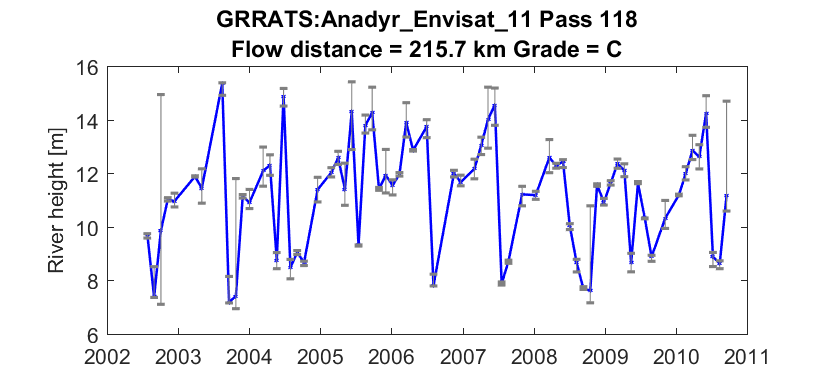 GRRATS:Anadyr_Envisat_11 Pass 118
Flow distance = 215.7 km Grade = C
River height [m]
16
14
12
10
8
6
2002 2003 2004 2005 2006 2007 2008 2009 2010 2011